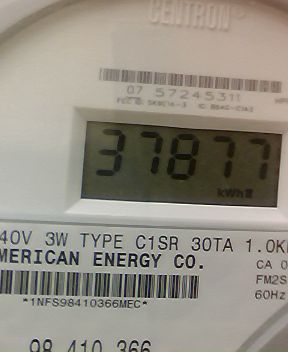 CENTRON
07 57245311
37877
kWh
40V 3W TYPE C1SR 30TA 1.0K
MERICAN ENERGY CO.
CA 0
FM2S
60Hz
*1NFS98410366MEC*
98 410 366